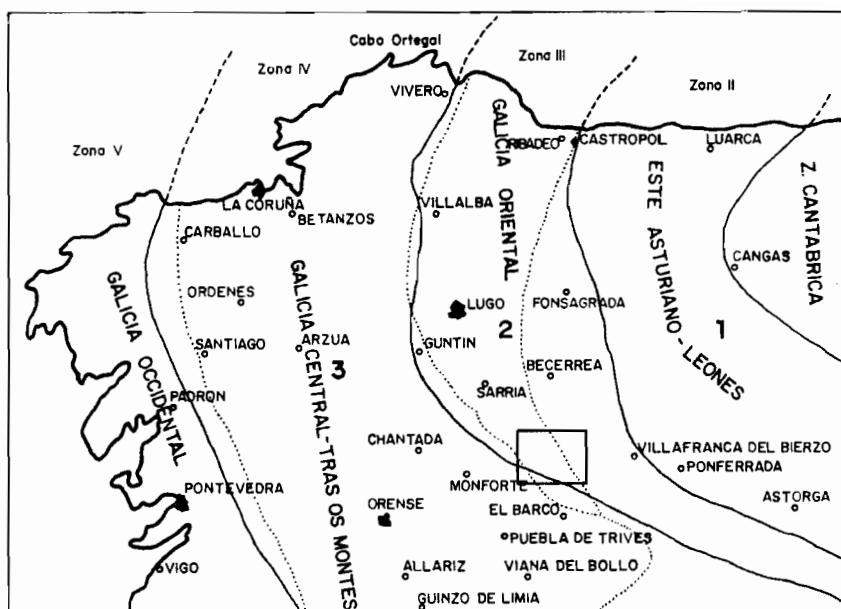 Cabo Ortegal
Zona III
Zona IV
Zona II
Zona V
VIVERO
RIBADEO
CASTROPOL
LUARCA
GALICIA ORIENTAL
ESTE ASTURIANO-LEONES
Z. CANTABRICA
LA CORUÑA
BETANZOS
VILLALBA
CARBALLO
CANGAS
GALICIA OCCIDENTAL
GALICIA CENTRAL-TRAS OS MONTES
ORDENES
LUGO
FONSAGRADA
2
1
SANTIAGO
ARZUA
GUNTIN
3
BECERREA
SARRIA
PADRON
CHANTADA
VILLAFRANCA DEL BIERZO
PONFERRADA
MONFORTE
PONTEVEDRA
ORENSE
EL BARCO
ASTORGA
PUEBLA DE TRIVES
VIGO
ALLARIZ
VIANA DEL BOLLO
GUINZO DE LIMIA